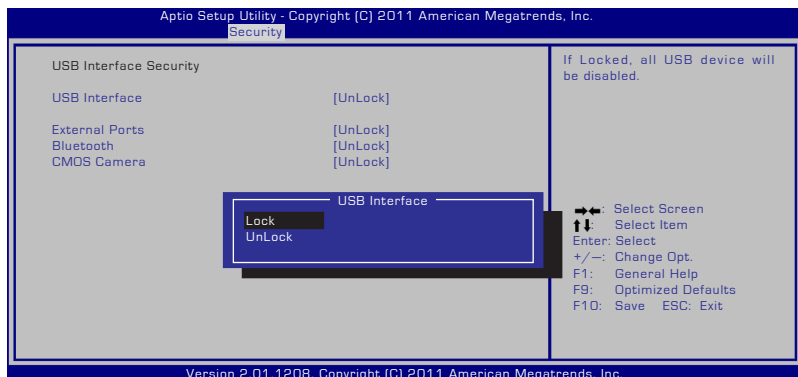 Aptio Setup Utility - Copyright (C) 2011 American Megatrends, Inc.
Security
USB Interface Security
USB Interface [UnLock]
External Ports [UnLock]
Bluetooth [UnLock]
CMOS Camera [UnLock]
USB Interface
Lock
UnLock
If Locked, all USB device will
be disabled.
→←: Select Screen
↑↓: Select Item
Enter: Select
+/—: Change Opt.
F1: General Help
F9: Optimized Defaults
F10: Save ESC: Exit
Version 2.01.1208. Copyright (C) 2011 American Megatrends, Inc.